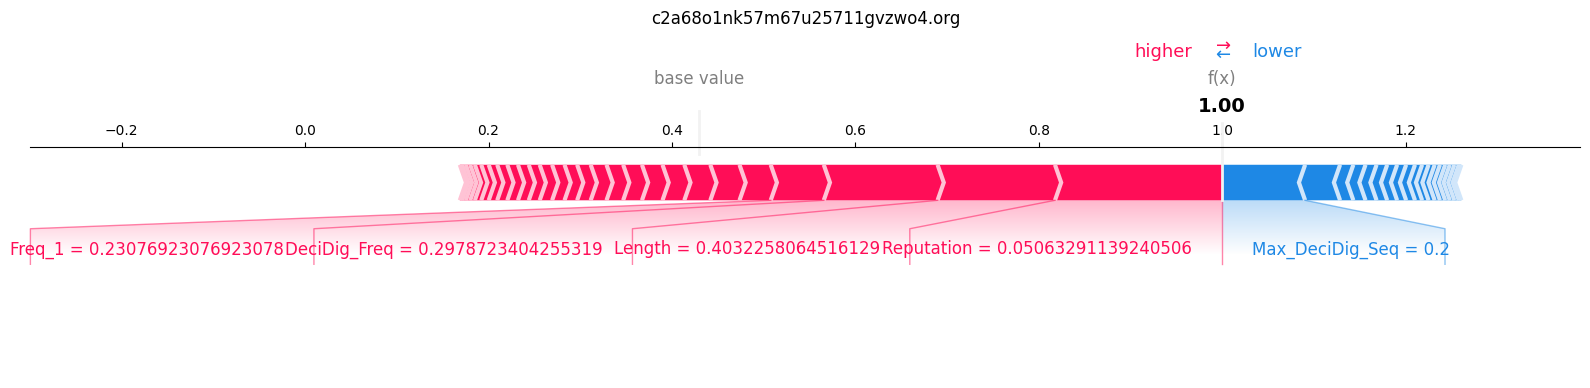 c2a68o1nk57m67u25711gvzwo4.org
higher ⇄ lower
base value f(x)
1.00
−0.2 0.0 0.2 0.4 0.6 0.8 1.0 1.2
Freq_1 = 0.23076923076923078 DeciDig_Freq = 0.2978723404255319 Length = 0.4032258064516129 Reputation = 0.05063291139240506 Max_DeciDig_Seq = 0.2